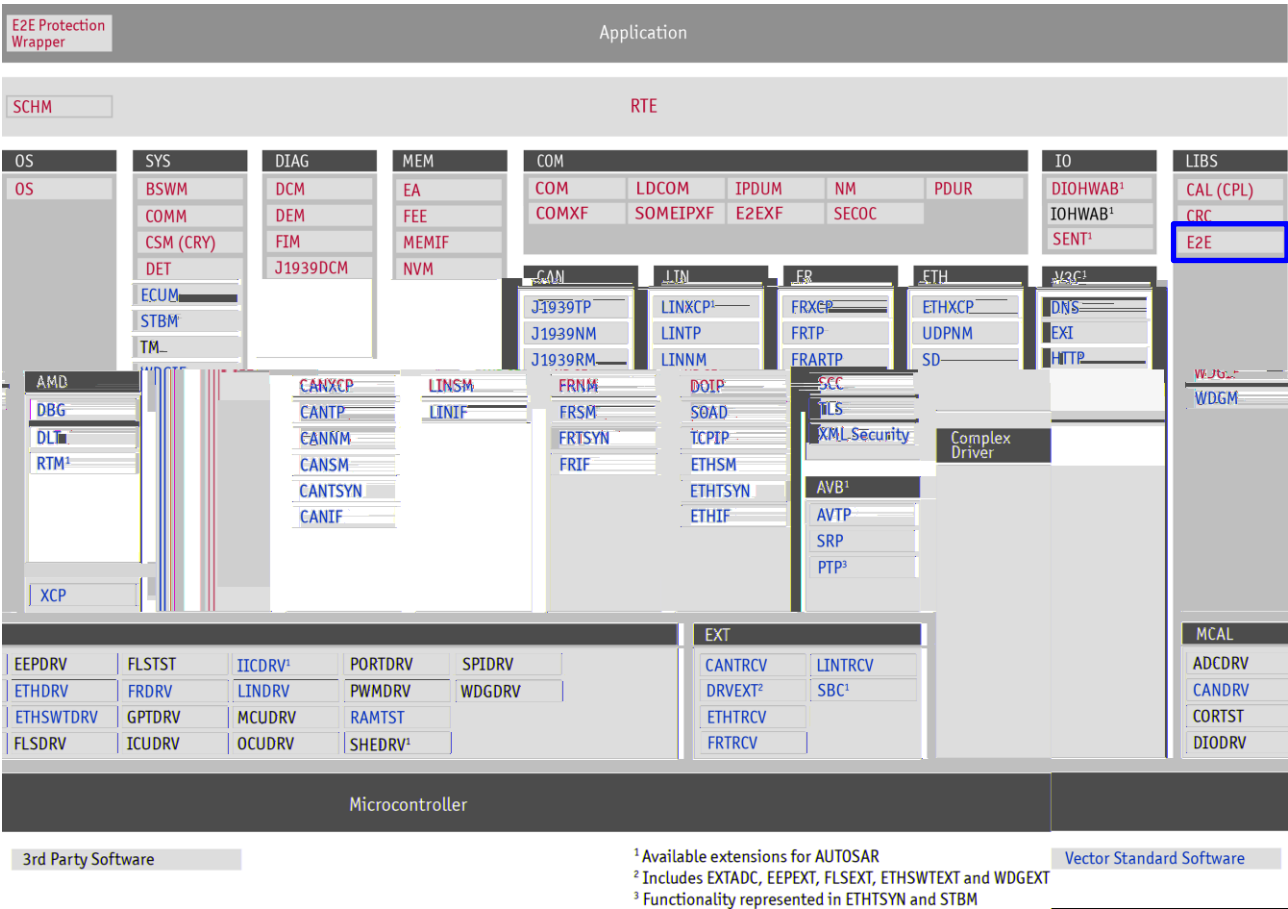 E2E Protection
Wrapper
Application
SCHM
RTE
OS
SYS
DIAG
MEM
COM
IO
LIBS
OS
BSWM
DCM
EA
COM
LDCOM
IPDUM
NM
PDUR
DIOHWAB¹
CAL (CPL)
COMM
DEM
FEE
COMXF
SOMEIPXF
E2EXF
SECOC
IOHWAB¹
CRC
CSM (CRY)
FIM
MEMIF
SENT¹
E2E
DET
J1939DCM
NVM
CAN
LIN
FR
ETH
V2G¹
ECUM
J1939TP
LINXCP¹
FRXCP
ETHXCP
DNS
STBM
J1939NM
LINTP
FRTP
UDPNM
EXI
TM
J1939RM
LINNM
FRARTP
SD
HTTP
AMD
CANXCP
LINSM
FRNM
DOIP
SCC
DBG
CANTP
LINIF
FRSM
SOAD
TLS
WDGM
DLT
CANNM
FRTSYN
TCPIP
XML Security
Complex
Driver
RTM¹
CANSM
FRIF
ETHSM
CANTSYN
ETHTSYN
AVB¹
CANIF
ETHIF
AVTP
SRP
PTP³
XCP
EXT
MCAL
EEPDRV
FLSTST
IICDRV¹
PORTDRV
SPIDRV
CANTRCV
LINTRCV
ADCDRV
ETHDRV
FRDRV
LINDRV
PWMDRV
WDGDRV
DRVEXT²
SBC¹
CANDRV
ETHSWTDRV
GPTDRV
MCUDRV
RAMTST
ETHTRCV
CORTST
FLSDRV
ICUDRV
OCUDRV
SHEDRV¹
FRTRCV
DIODRV
Microcontroller
3rd Party Software
¹ Available extensions for AUTOSAR
² Includes EXTADC, EEPEXT, FLSEXT, ETHSWTEXT and WDGEXT
³ Functionality represented in ETHTSYN and STBM
Vector Standard Software